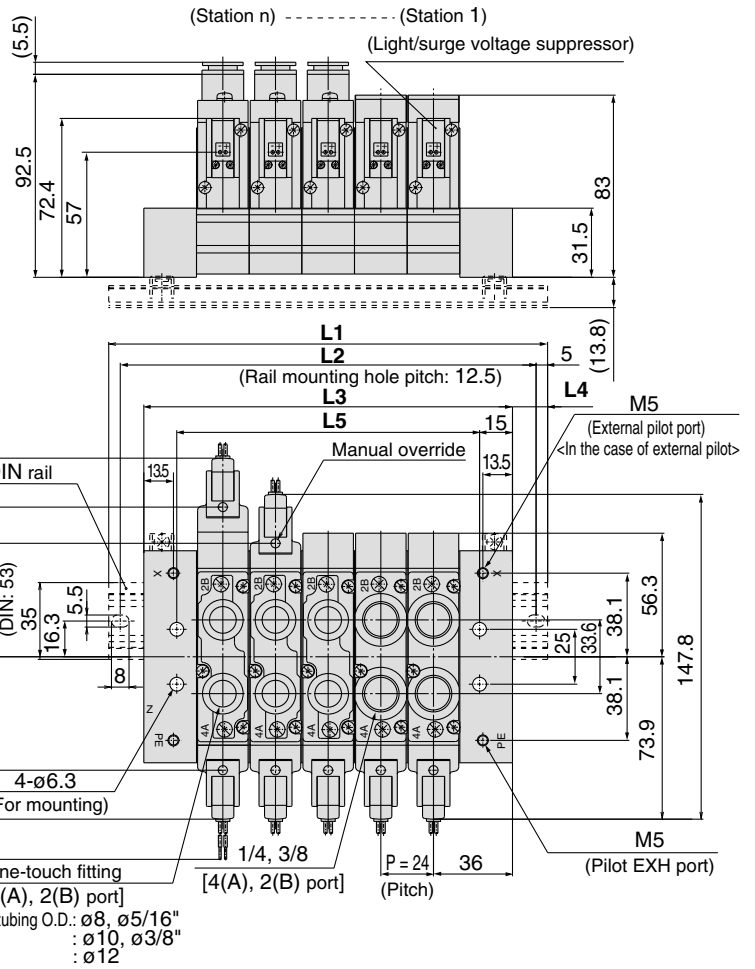 (Station n) ---------- (Station 1)
(Light/surge voltage suppressor)
(5.5)
92.5
72.4
57
83
31.5
(13.8)
L1
L2
5
(Rail mounting hole pitch: 12.5)
L3
L4
L5
15
M5
(External pilot port)
<In the case of external pilot>
Manual override
13.5
13.5
IN rail
(DIN: 53)
35
16.3
5.5
8
X
X
2B
2B
2B
2B
2B
56.3
38.1
33.6
25
147.8
38.1
73.9
Z
PE
4A
4A
4A
4A
4A
PE
4-ø6.3
For mounting)
M5
(Pilot EXH port)
1/4, 3/8
[4(A), 2(B) port]
P = 24
36
(Pitch)
ne-touch fitting
(A), 2(B) port]
tubing O.D.: ø8, ø5/16"
: ø10, ø3/8"
: ø12